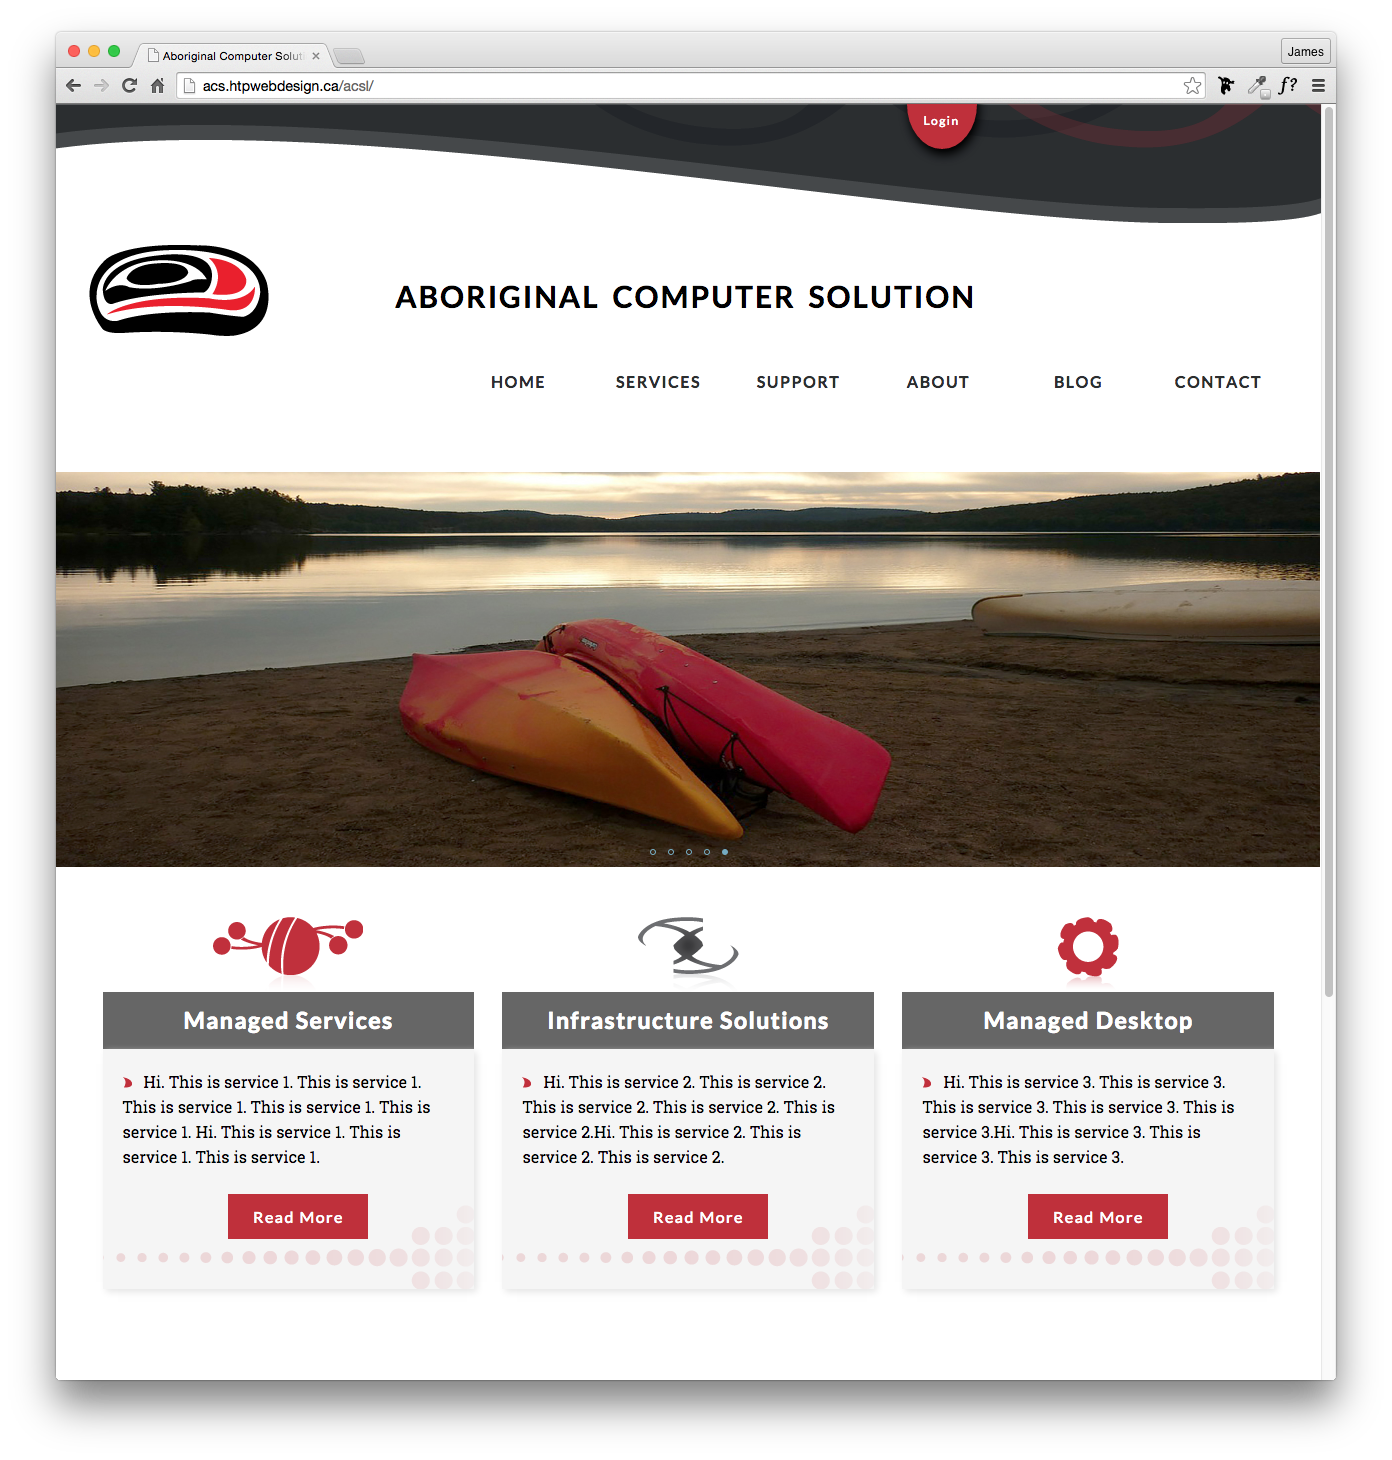 Aboriginal Computer Soluti
James
acs.htpwebdesign.ca/acsl/
f?
Login
ABORIGINAL COMPUTER SOLUTION
HOME SERVICES SUPPORT ABOUT BLOG CONTACT
Managed Services
Hi. This is service 1. This is service 1.
This is service 1. This is service 1. This is
service 1. Hi. This is service 1. This is
service 1. This is service 1.
Read More
Infrastructure Solutions
Hi. This is service 2. This is service 2.
This is service 2. This is service 2. This is
service 2.Hi. This is service 2. This is
service 2. This is service 2.
Read More
Managed Desktop
Hi. This is service 3. This is service 3.
This is service 3. This is service 3. This is
service 3.Hi. This is service 3. This is
service 3. This is service 3.
Read More